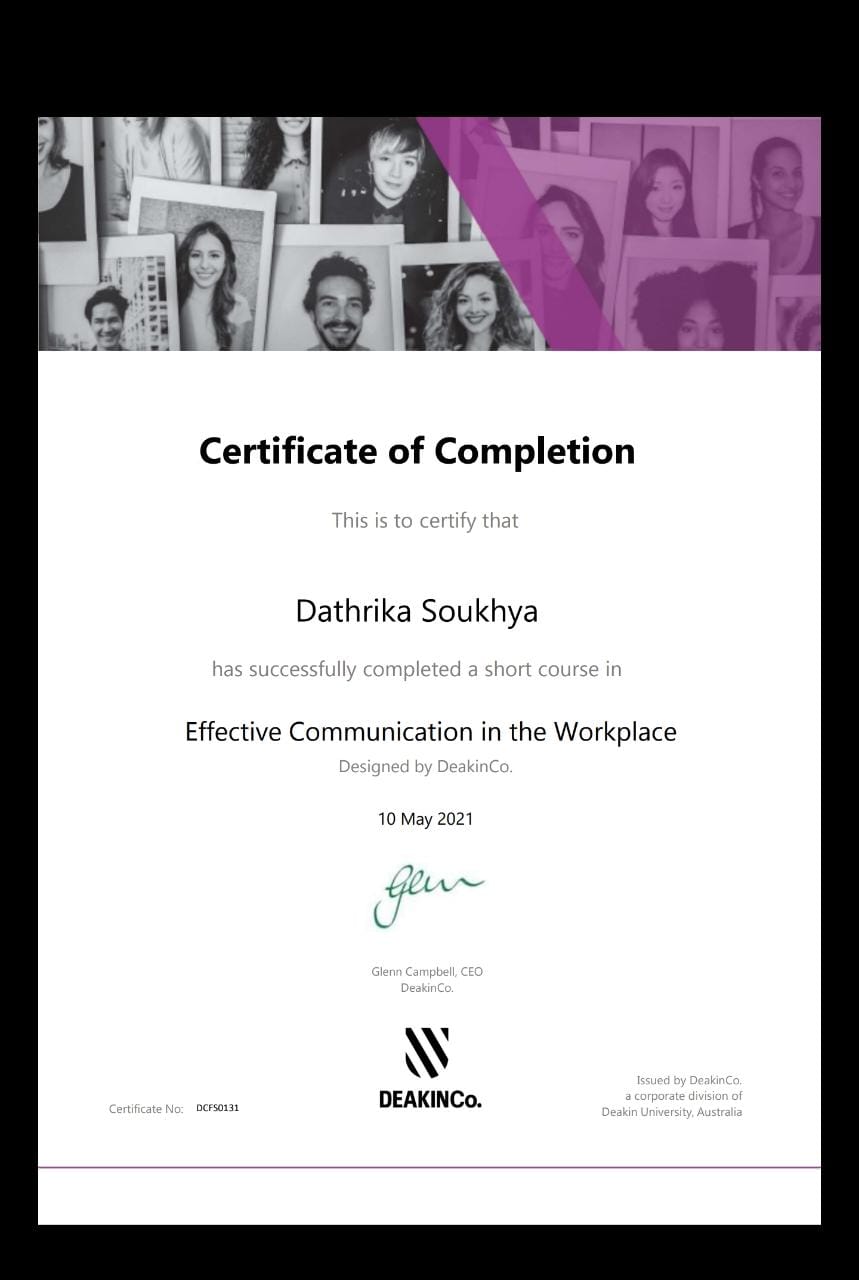 Certificate of Completion
This is to certify that
Dathrika Soukhya
has successfully completed a short course in
Effective Communication in the Workplace
Designed by DeakinCo.
10 May 2021
Glenn
Glenn Campbell, CEO
DeakinCo.
DEAKINCo.
Certificate No: DCFS0131
Issued by DeakinCo.
a corporate division of
Deakin University, Australia